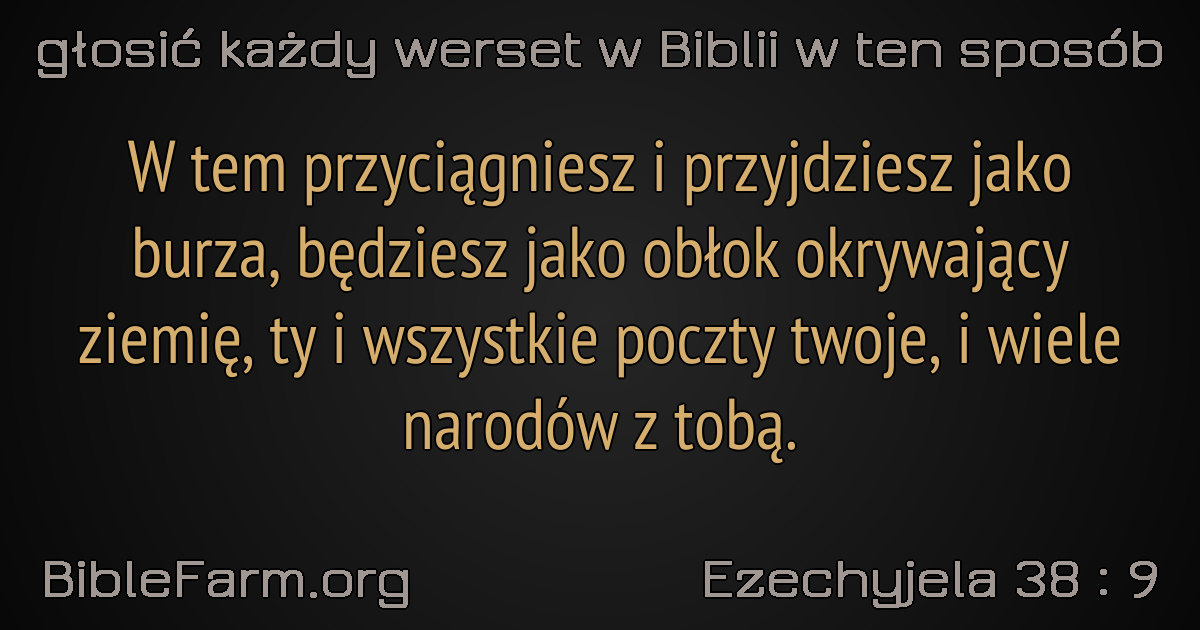 głosić każdy werset w Biblii w ten sposób
W tem przyciągniesz i przyjdziesz jako
burza, będziesz jako obłok okrywający
ziemię, ty i wszystkie poczty twoje, i wiele
narodów z tobą.
BibleFarm.org
Ezechyjela 38 : 9